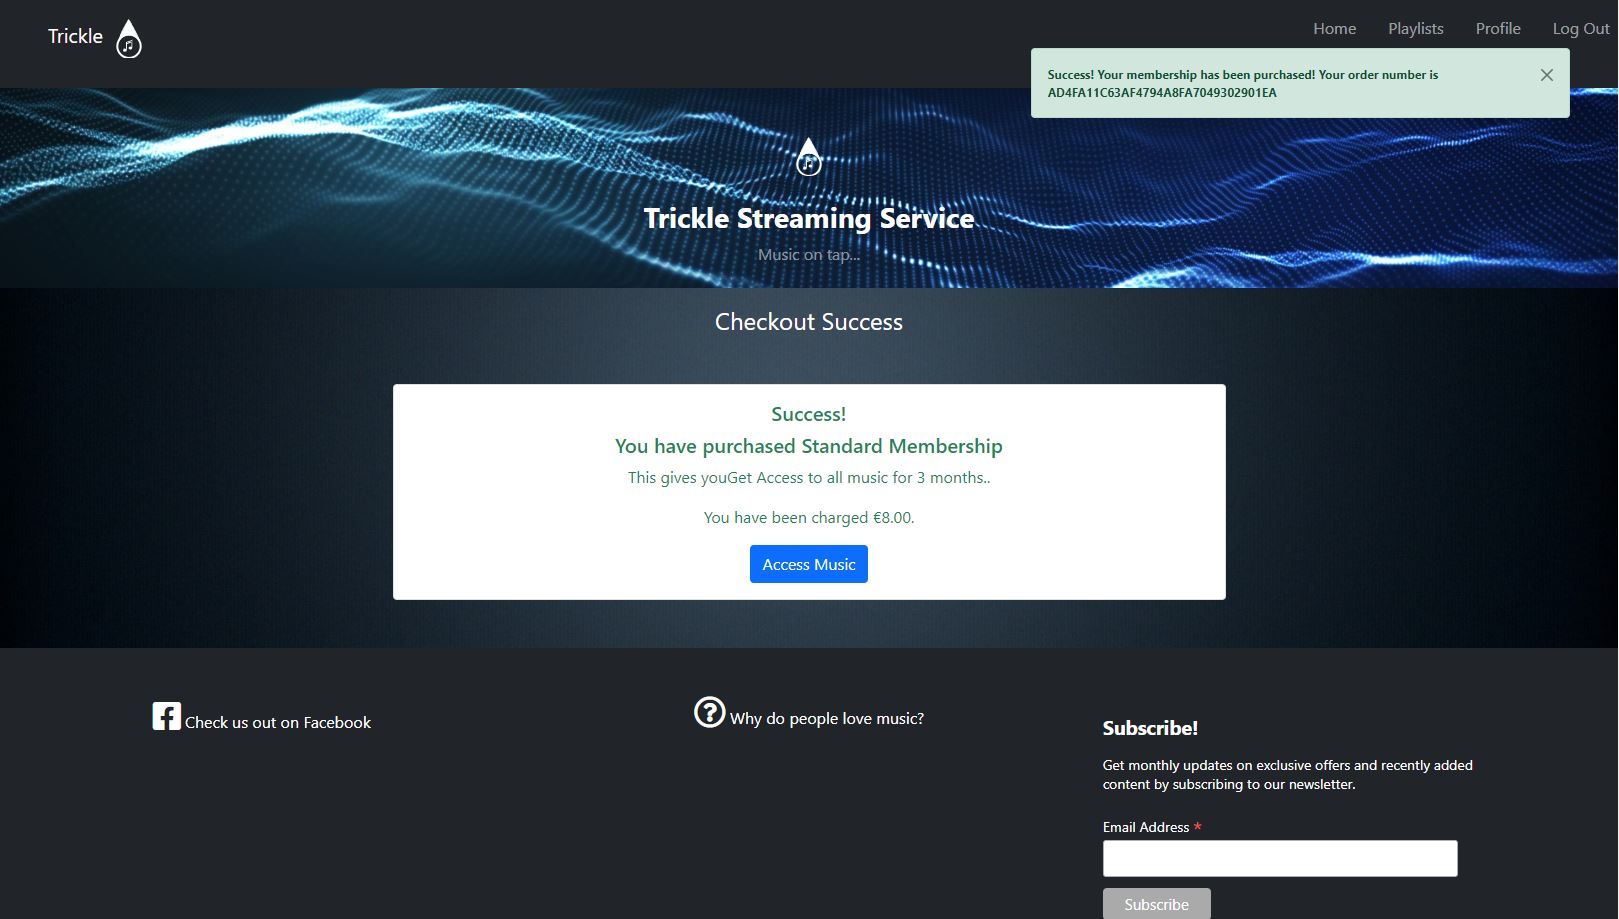 Trickle
Home Playlists Profile Log Out
Success! Your membership has been purchased! Your order number is
AD4FA11C63AF4794A8FA7049302901EA
Trickle Streaming Service
Music on tap...
Checkout Success
Success!
You have purchased Standard Membership
This gives youGet Access to all music for 3 months..
You have been charged €8.00.
Access Music
Check us out on Facebook
Why do people love music?
Subscribe!
Get monthly updates on exclusive offers and recently added
content by subscribing to our newsletter.
Email Address *
Subscribe